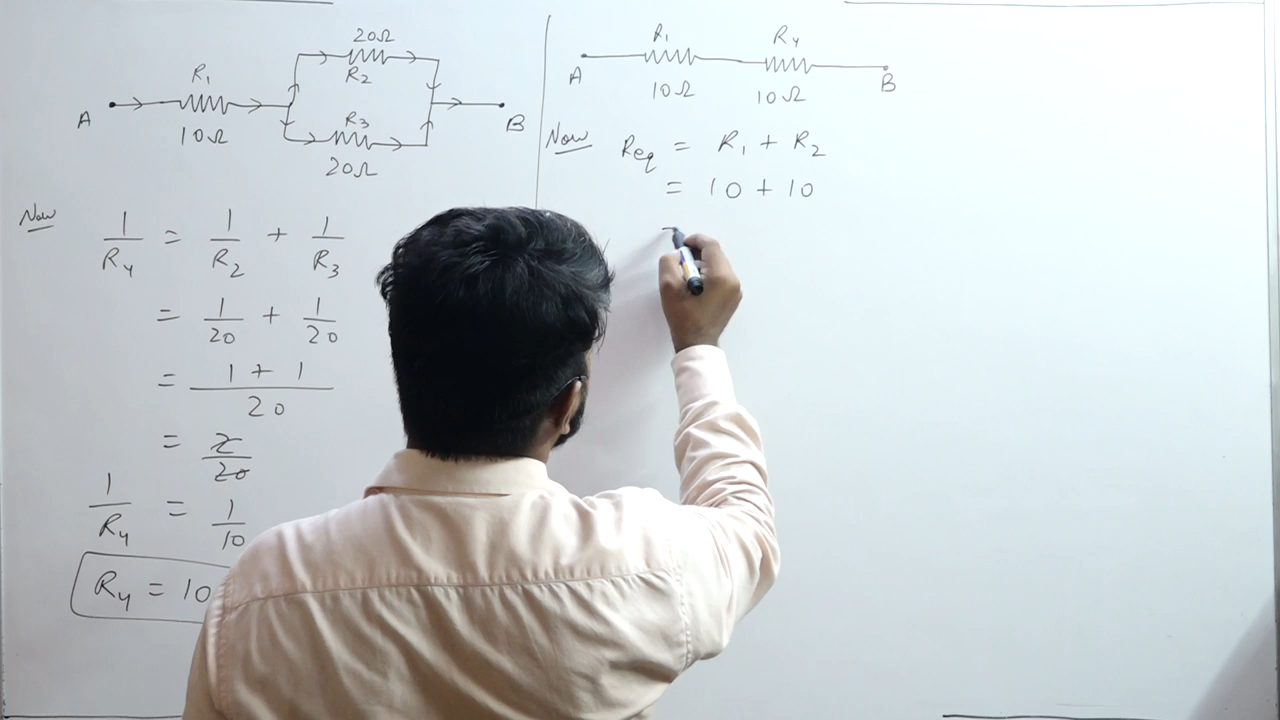 20Ω
R₂
R₁
10Ω
R₃
20Ω
A
B
Now
1/R₄ = 1/R₂ + 1/R₃
= 1/20 + 1/20
= (1 + 1)/20
= 2/20
1/R₄ = 1/10
R₄ = 10
R₁
R₄
A
B
10Ω
10Ω
Now Req = R₁ + R₂
= 10 + 10